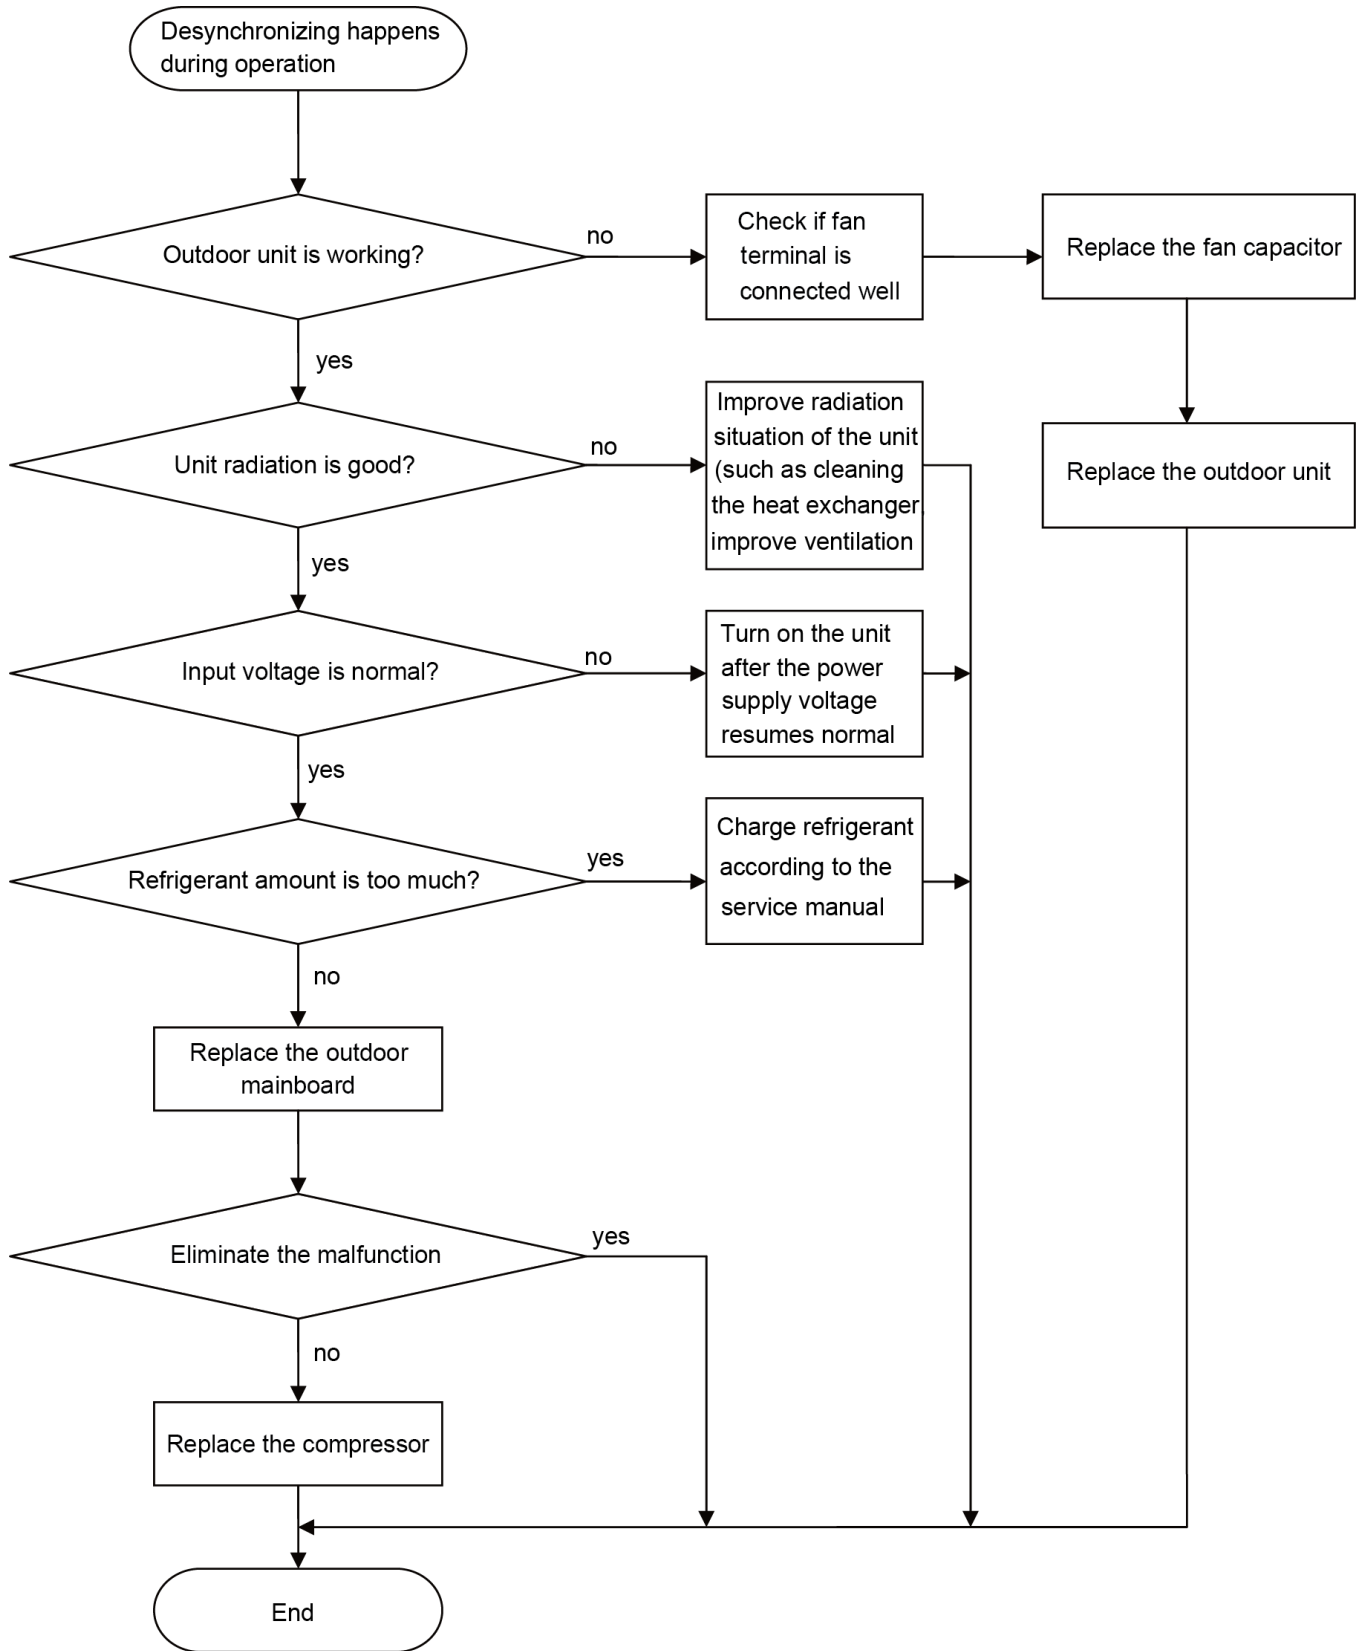 Desynchronizing happens
during operation
Outdoor unit is working?
no
Check if fan
terminal is
connected well
Replace the fan capacitor
yes
Unit radiation is good?
no
Improve radiation
situation of the unit
(such as cleaning
the heat exchanger,
improve ventilation
Replace the outdoor unit
yes
Input voltage is normal?
no
Turn on the unit
after the power
supply voltage
resumes normal
yes
Refrigerant amount is too much?
yes
Charge refrigerant
according to the
service manual
no
Replace the outdoor
mainboard
Eliminate the malfunction
yes
no
Replace the compressor
End